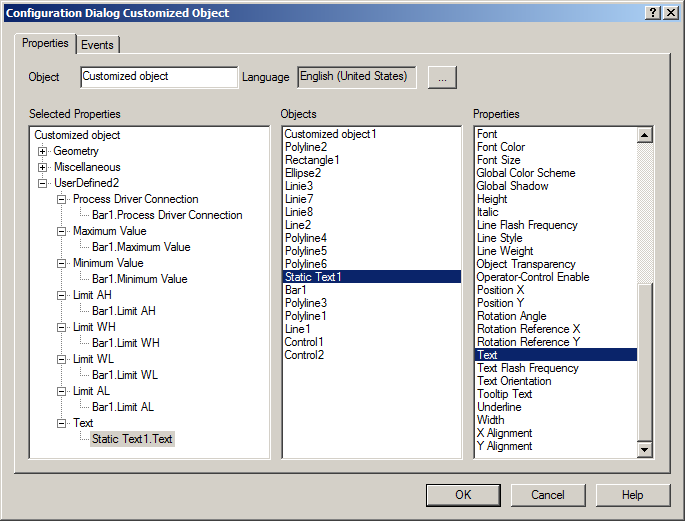 Configuration Dialog Customized Object
Properties
Events
Object
Customized object
Language
English (United States)
...
Selected Properties
Customized object
Geometry
Miscellaneous
UserDefined2
Process Driver Connection
Bar1.Process Driver Connection
Maximum Value
Bar1.Maximum Value
Minimum Value
Bar1.Minimum Value
Limit AH
Bar1.Limit AH
Limit WH
Bar1.Limit WH
Limit WL
Bar1.Limit WL
Limit AL
Bar1.Limit AL
Text
Static Text1.Text
Objects
Customized object1
Polyline2
Rectangle1
Ellipse2
Linie3
Linie7
Linie8
Line2
Polyline4
Polyline5
Polyline6
Static Text1
Bar1
Polyline3
Polyline1
Line1
Control1
Control2
Properties
Font
Font Color
Font Size
Global Color Scheme
Global Shadow
Height
Italic
Line Flash Frequency
Line Style
Line Weight
Object Transparency
Operator-Control Enable
Position X
Position Y
Rotation Angle
Rotation Reference X
Rotation Reference Y
Text
Text Flash Frequency
Text Orientation
Tooltip Text
Underline
Width
X Alignment
Y Alignment
OK
Cancel
Help